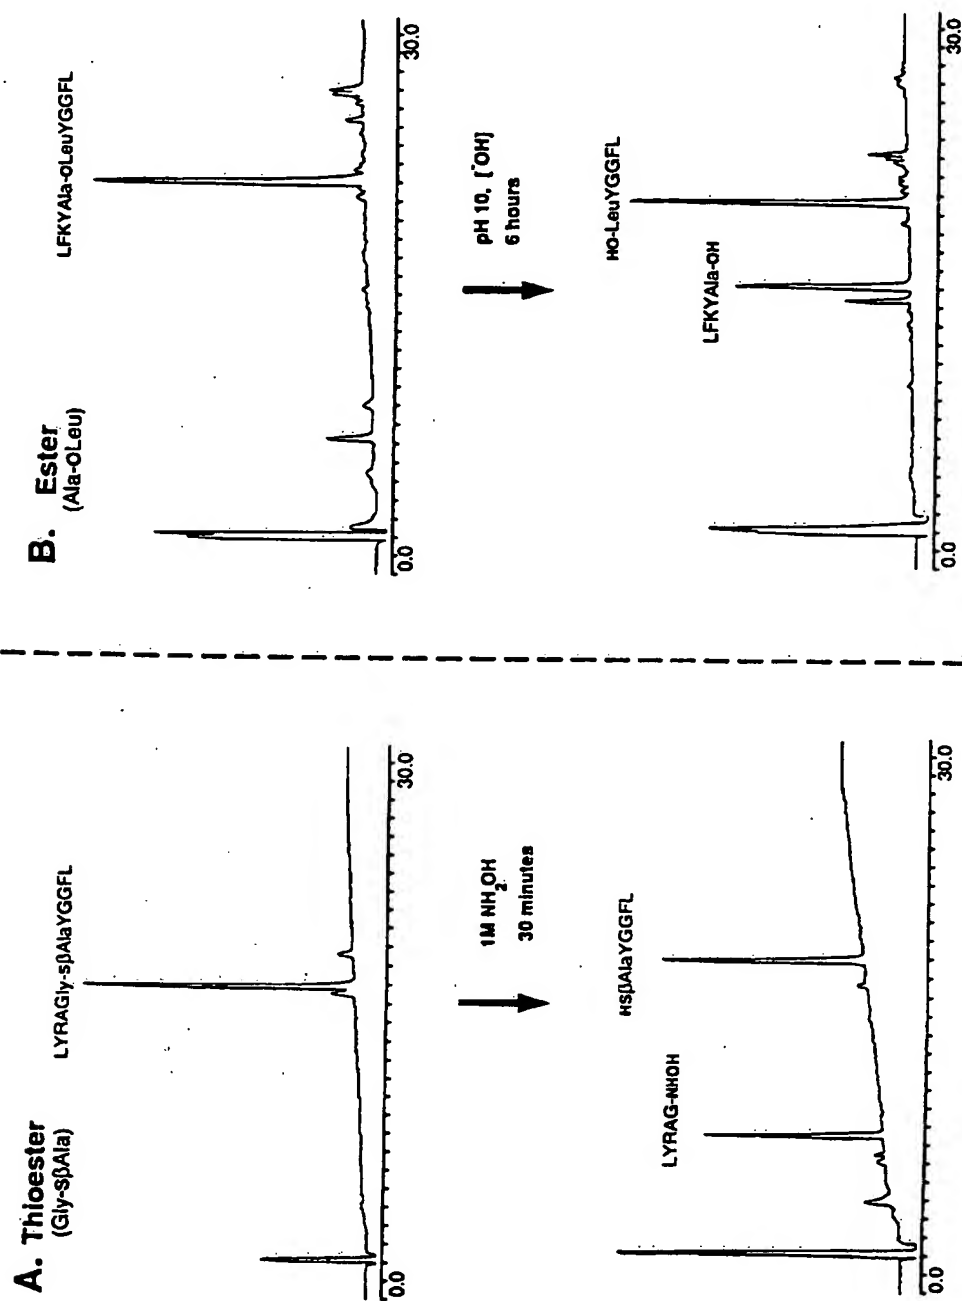 A. Thioester
(Gly-SβAla)
LYRAGly-sβAlaYGGFL
0.0
30.0
1M NH2OH
30 minutes
LYRAG-NHOH
HSβAlaYGGFL
0.0
30.0
B. Ester
(Ala-OLeu)
LFKYAla-OLeuYGGFL
0.0
30.0
pH 10, [⁻OH]
6 hours
LFKYAla-OH
HO-LeuYGGFL
0.0
30.0